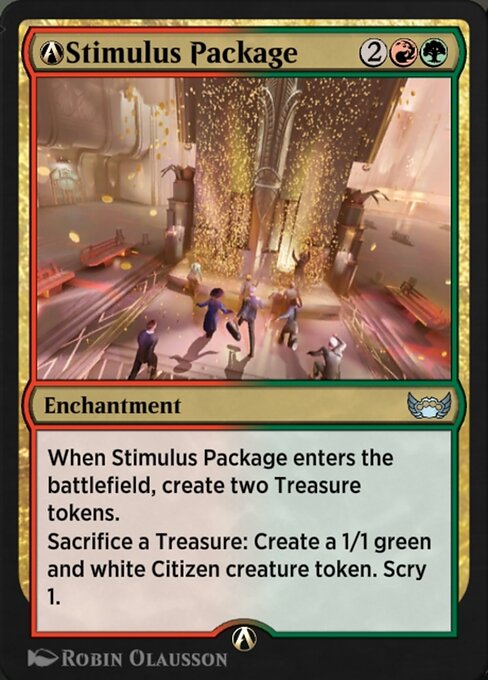 Stimulus Package 2
Enchantment
When Stimulus Package enters the
battlefield, create two Treasure
tokens.
Sacrifice a Treasure: Create a 1/1 green
and white Citizen creature token. Scry
1.
Robin Olausson